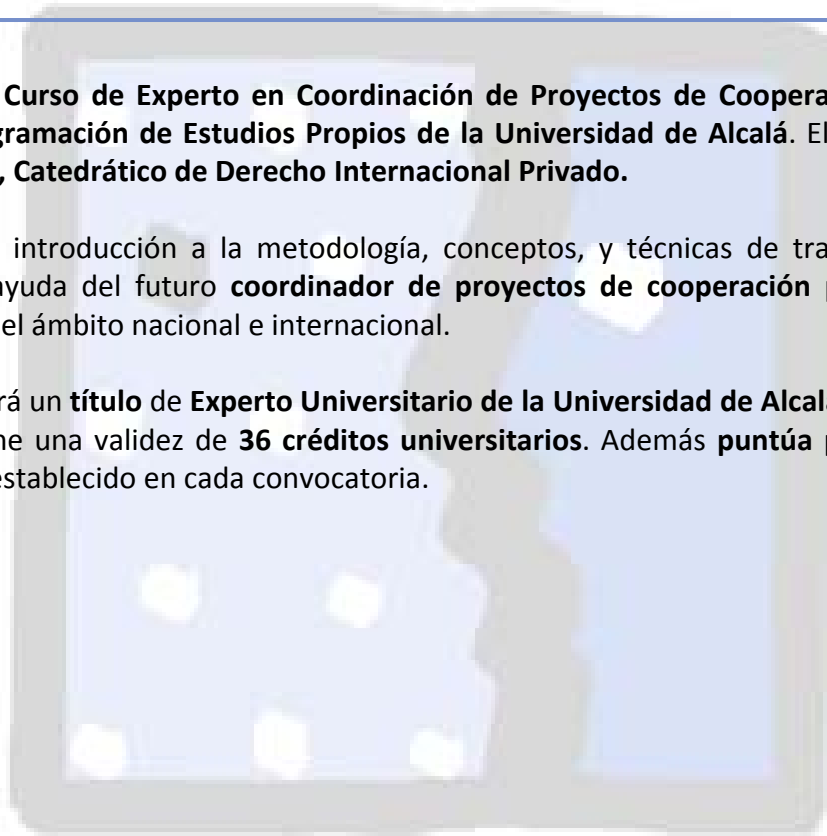 Curso de Experto en Coordinación de Proyectos de Coopera
gramación de Estudios Propios de la Universidad de Alcalá. El
, Catedrático de Derecho Internacional Privado.
introducción a la metodología, conceptos, y técnicas de tra
ayuda del futuro coordinador de proyectos de cooperación p
el ámbito nacional e internacional.
rá un título de Experto Universitario de la Universidad de Alcal
ne una validez de 36 créditos universitarios. Además puntúa p
establecido en cada convocatoria.